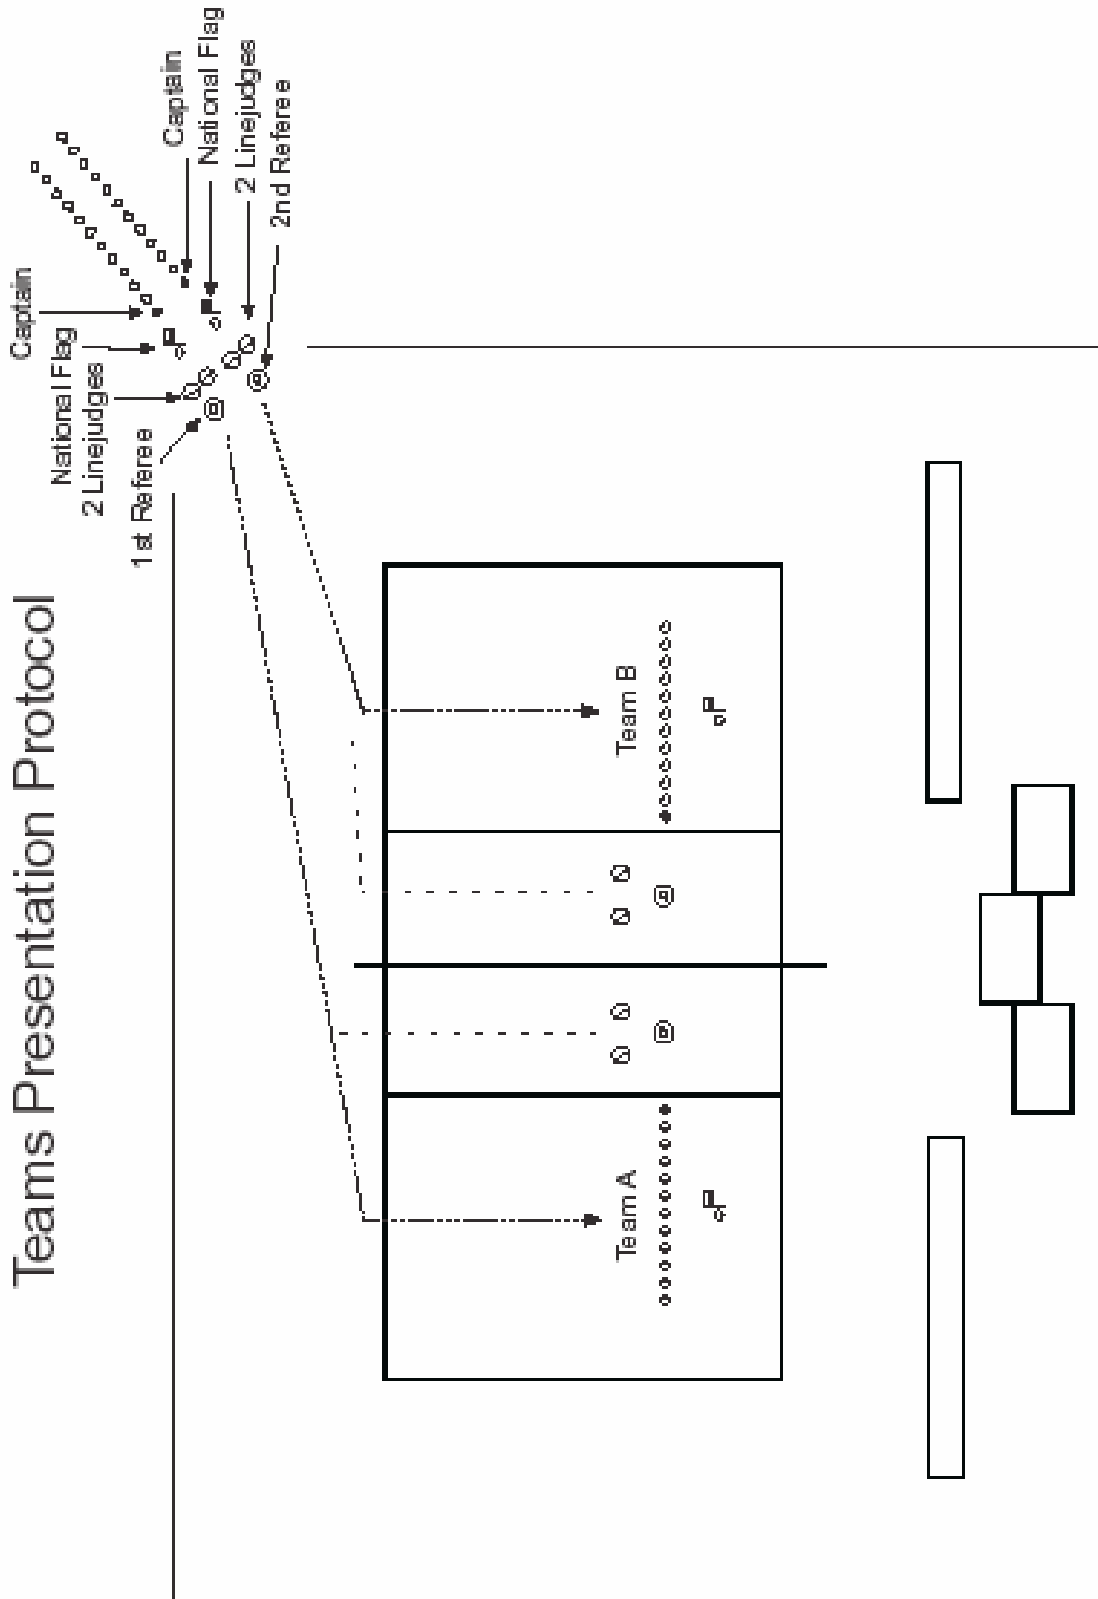 Teams Presentation Protocol
Captain
National Flag
2 Linejudges
1st Referee
Captain
National Flag
2 Linejudges
2nd Referee
Team A
Team B